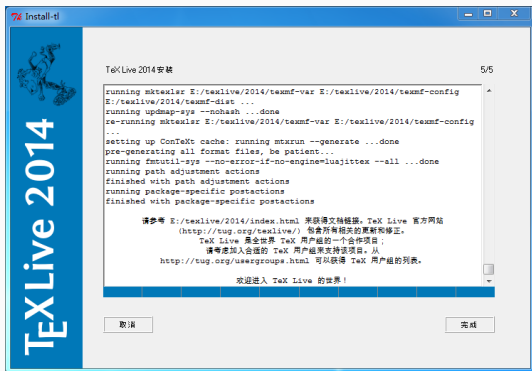 Install-tl
TeX Live 2014
TeX Live 2014安装
5/5
running mktexlsr E:/texlive/2014/texmf-var E:/texlive/2014/texmf-config
E:/texlive/2014/texmf-dist ...
running updmap-sys --nohash ...done
re-running mktexlsr E:/texlive/2014/texmf-var E:/texlive/2014/texmf-config
...
setting up ConTeXt cache: running mtxrun --generate ...done
pre-generating all format files, be patient...
running fmtutil-sys --no-error-if-no-engine=luajittex --all ...done
running path adjustment actions
finished with path adjustment actions
running package-specific postactions
finished with package-specific postactions
请参考 E:/texlive/2014/index.html 来获得文档链接。TeX Live 官方网站
(http://tug.org/texlive/) 包含所有相关的更新和修正。
TeX Live 是全世界 TeX 用户组的一个合作项目；
请考虑加入合适的 TeX 用户组来支持该项目。从
http://tug.org/usergroups.html 可以获得 TeX 用户组的列表。
欢迎进入 TeX Live 的世界！
取消
完成